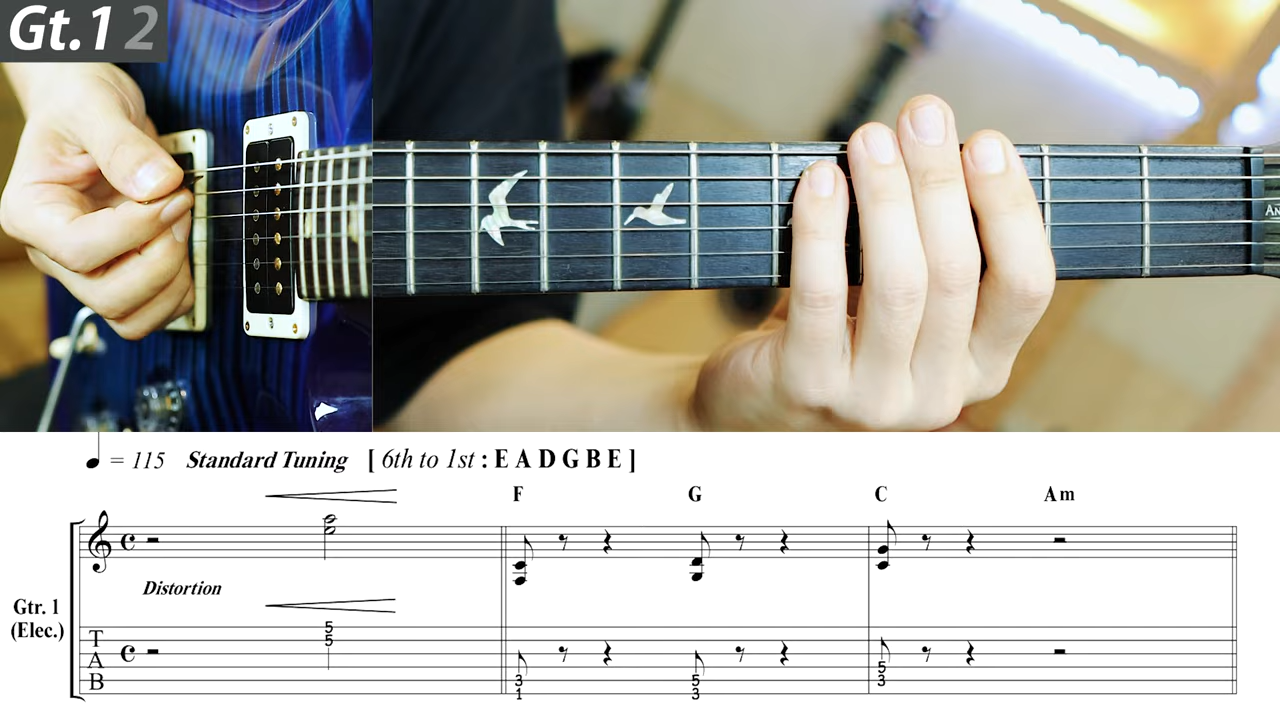 Gt.1 2
= 115 Standard Tuning [ 6th to 1st : E A D G B E ]
F G C Am
Distortion
Gtr. 1
(Elec.)
T
A
B
5
5
3
1
5
3
5
3